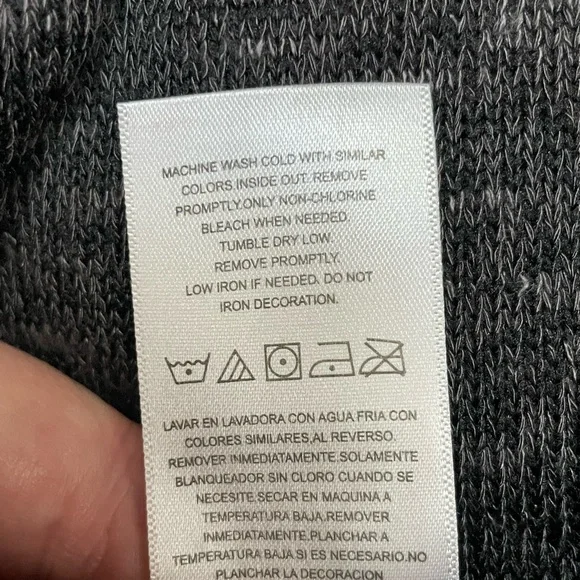 MACHINE WASH COLD WITH SIMILAR
COLORS.INSIDE OUT. REMOVE
PROMPTLY.ONLY NON-CHLORINE
BLEACH WHEN NEEDED.
TUMBLE DRY LOW.
REMOVE PROMPTLY.
LOW IRON IF NEEDED. DO NOT
IRON DECORATION.
LAVAR EN LAVADORA CON AGUA FRIA CON
COLORES SIMILARES,AL REVERSO.
REMOVER INMEDIATAMENTE.SOLAMENTE
BLANQUEADOR SIN CLORO CUANDO SE
NECESITE.SECAR EN MAQUINA A
TEMPERATURA BAJA.REMOVER
INMEDIATAMENTE.PLANCHAR A
TEMPERATURA BAJA SI ES NECESARIO.NO
PLANCHAR LA DECORACION